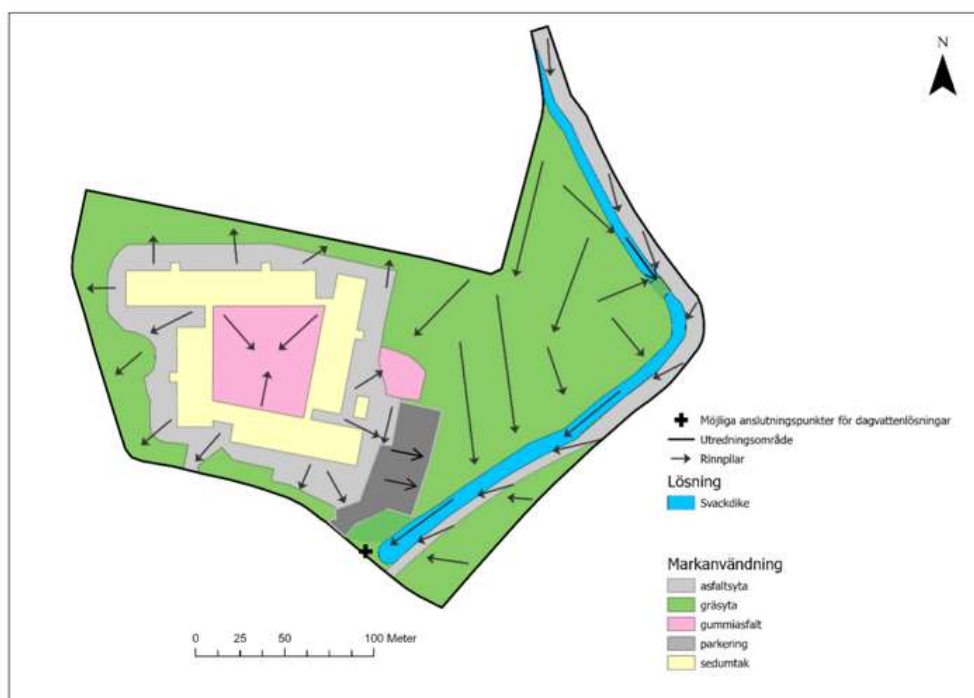 N
Möjliga anslutningspunkter för dagvattenlösningar
Utredningsområde
Rinnpilar
Lösning
Svackdike
Markanvändning
asfaltsyta
gräsyta
gummiasfalt
parkering
sedumtak
0 25 50 100 Meter